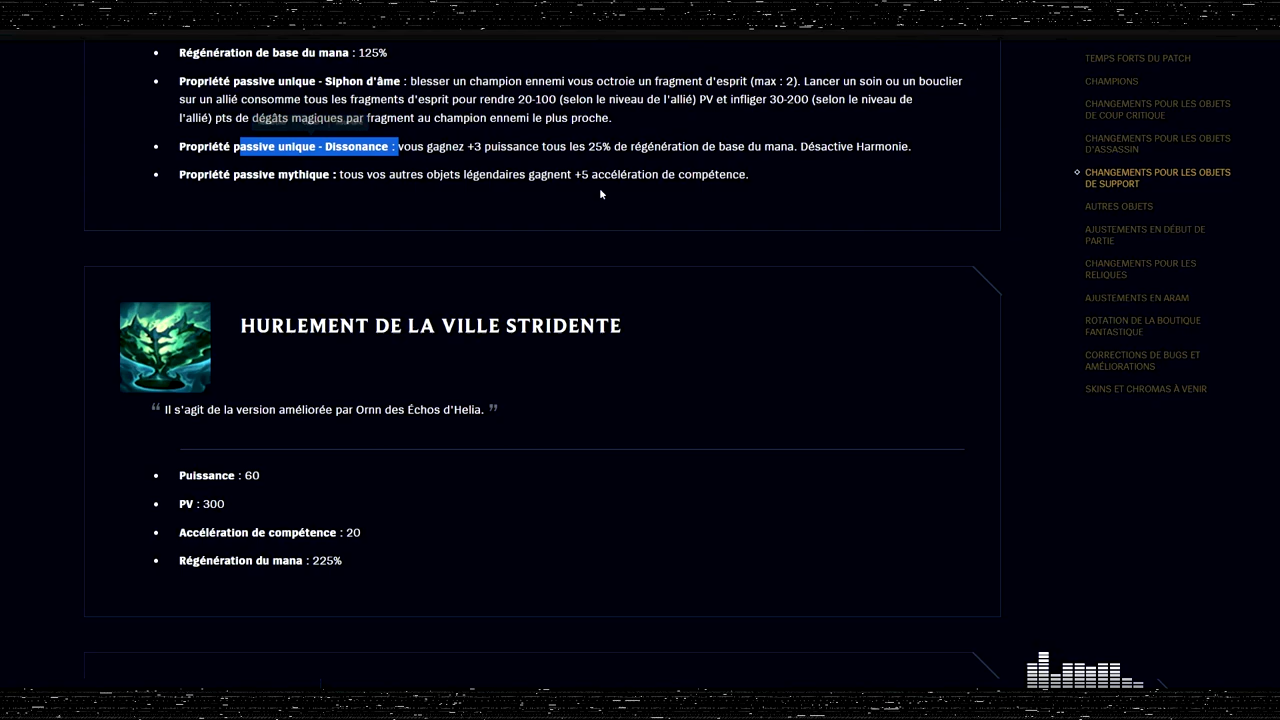 Régénération de base du mana : 125%
Propriété passive unique - Siphon d'âme : blesser un champion ennemi vous octroie un fragment d'esprit (max : 2). Lancer un soin ou un bouclier
sur un allié consomme tous les fragments d'esprit pour rendre 20-100 (selon le niveau de l'allié) PV et infliger 30-200 (selon le niveau de
l'allié) pts de dégâts magiques par fragment au champion ennemi le plus proche.
Propriété passive unique - Dissonance : vous gagnez +3 puissance tous les 25% de régénération de base du mana. Désactive Harmonie.
Propriété passive mythique : tous vos autres objets légendaires gagnent +5 accélération de compétence.
HURLEMENT DE LA VILLE STRIDENTE
“ Il s'agit de la version améliorée par Ornn des Échos d'Helia. ”
Puissance : 60
PV : 300
Accélération de compétence : 20
Régénération du mana : 225%
TEMPS FORTS DU PATCH
CHAMPIONS
CHANGEMENTS POUR LES OBJETS
DE COUP CRITIQUE
CHANGEMENTS POUR LES OBJETS
D'ASSASSIN
CHANGEMENTS POUR LES OBJETS
DE SUPPORT
AUTRES OBJETS
AJUSTEMENTS EN DÉBUT DE
PARTIE
CHANGEMENTS POUR LES
RELIQUES
AJUSTEMENTS EN ARAM
ROTATION DE LA BOUTIQUE
FANTASTIQUE
CORRECTIONS DE BUGS ET
AMÉLIORATIONS
SKINS ET CHROMAS À VENIR